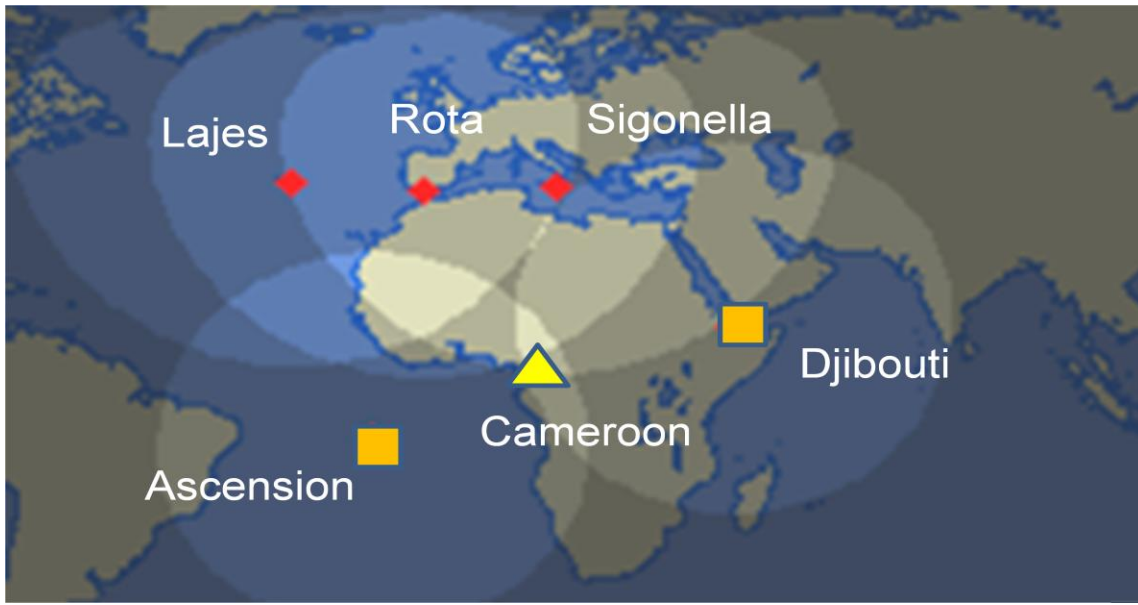 Rota
Sigonella
Lajes
Djibouti
Cameroon
Ascension